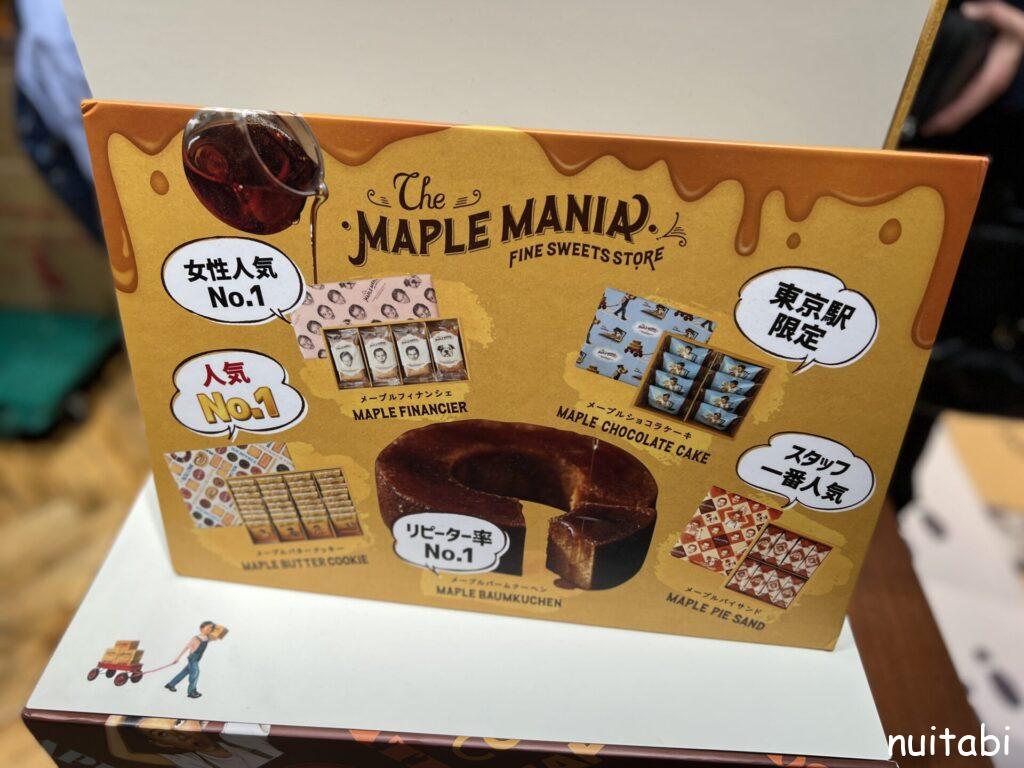 The
MAPLE MANIA
FINE SWEETS STORE
女性人気
No.1
メープルフィナンシェ
MAPLE FINANCIER
東京駅
限定
メープルショコラケーキ
MAPLE CHOCOLATE CAKE
人気
No.1
メープルバタークッキー
MAPLE BUTTER COOKIE
リピーター率
No.1
メープルバームクーヘン
MAPLE BAUMKUCHEN
スタッフ
一番人気
メープルパイサンド
MAPLE PIE SAND
nuitabi